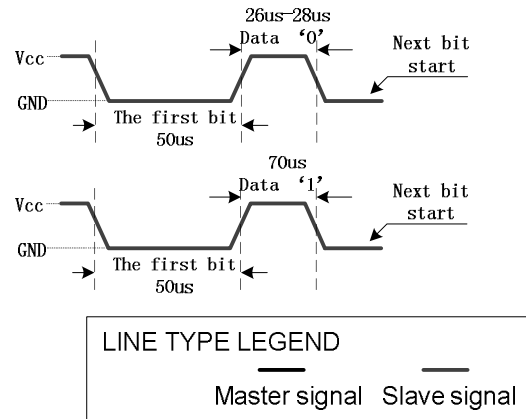 26us-28us
Data '0'
Vcc
Next bit
start
GND
The first bit
50us
70us
Data '1'
Vcc
Next bit
start
GND
The first bit
50us
LINE TYPE LEGEND
Master signal Slave signal